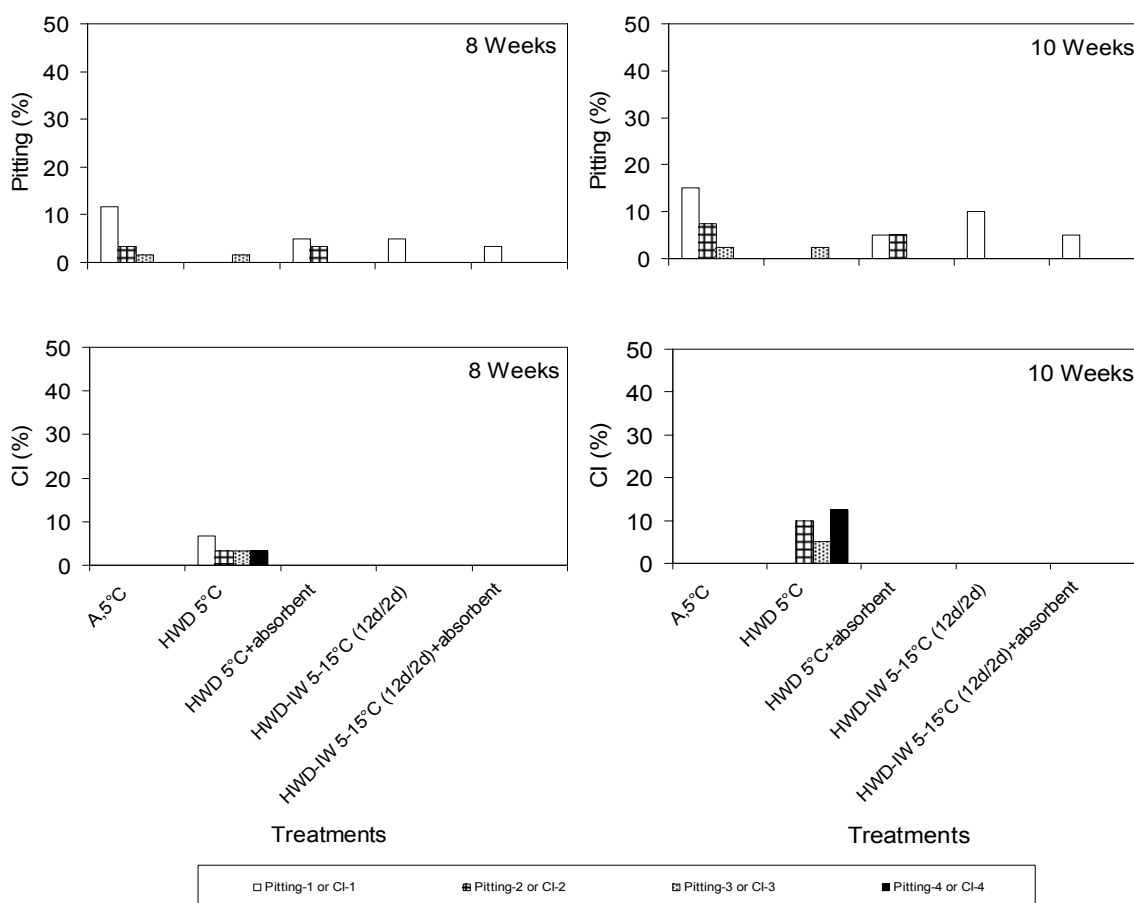 50
40
30
20
10
0
Pitting (%)
8 Weeks
50
40
30
20
10
0
Pitting (%)
10 Weeks
50
40
30
20
10
0
CI (%)
8 Weeks
A,5°C
HWD 5°C
HWD 5°C+absorbent
HWD-IW 5-15°C (12d/2d)
HWD-IW 5-15°C (12d/2d)+absorbent
Treatments
50
40
30
20
10
0
CI (%)
10 Weeks
A,5°C
HWD 5°C
HWD 5°C+absorbent
HWD-IW 5-15°C (12d/2d)
HWD-IW 5-15°C (12d/2d)+absorbent
Treatments
Pitting-1 or CI-1 Pitting-2 or CI-2 Pitting-3 or CI-3 Pitting-4 or CI-4